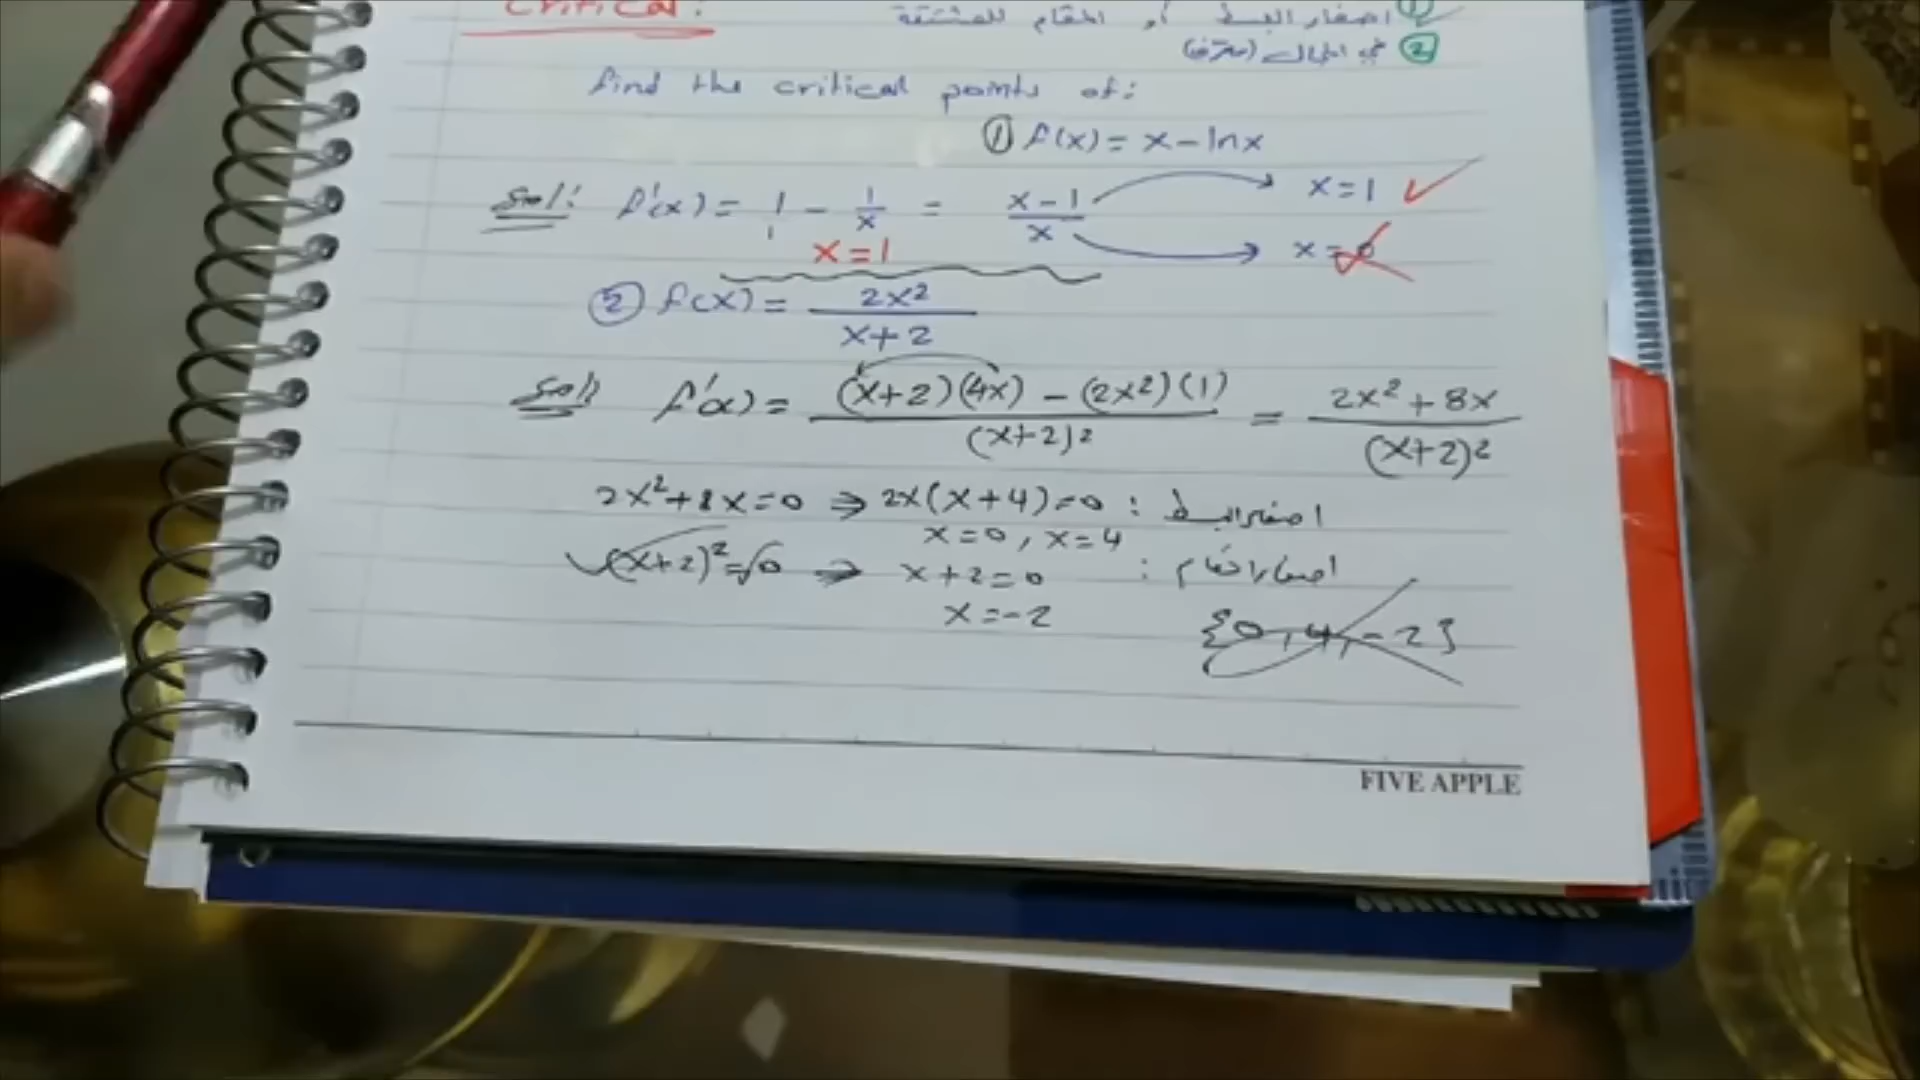 Critical:
① اصفار البسط أو المقام للمشتقة
② في المجال (معرف)
find the critical points of:
① f(x) = x - ln x
Sol: f'(x) = 1/1 - 1/x = (x-1)/x
x = 1 ✓
x = 0
x = 1
② f(x) = 2x²/(x+2)
Sol: f'(x) = ((x+2)(4x) - (2x²)(1))/(x+2)² = (2x²+8x)/(x+2)²
2x²+8x=0 ⇒ 2x(x+4)=0 : اصفار البسط
x=0, x=4
√(x+2)² = √0 ⇒ x+2=0 : اصفار المقام
x=-2
{0, 4, -2}
FIVE APPLE